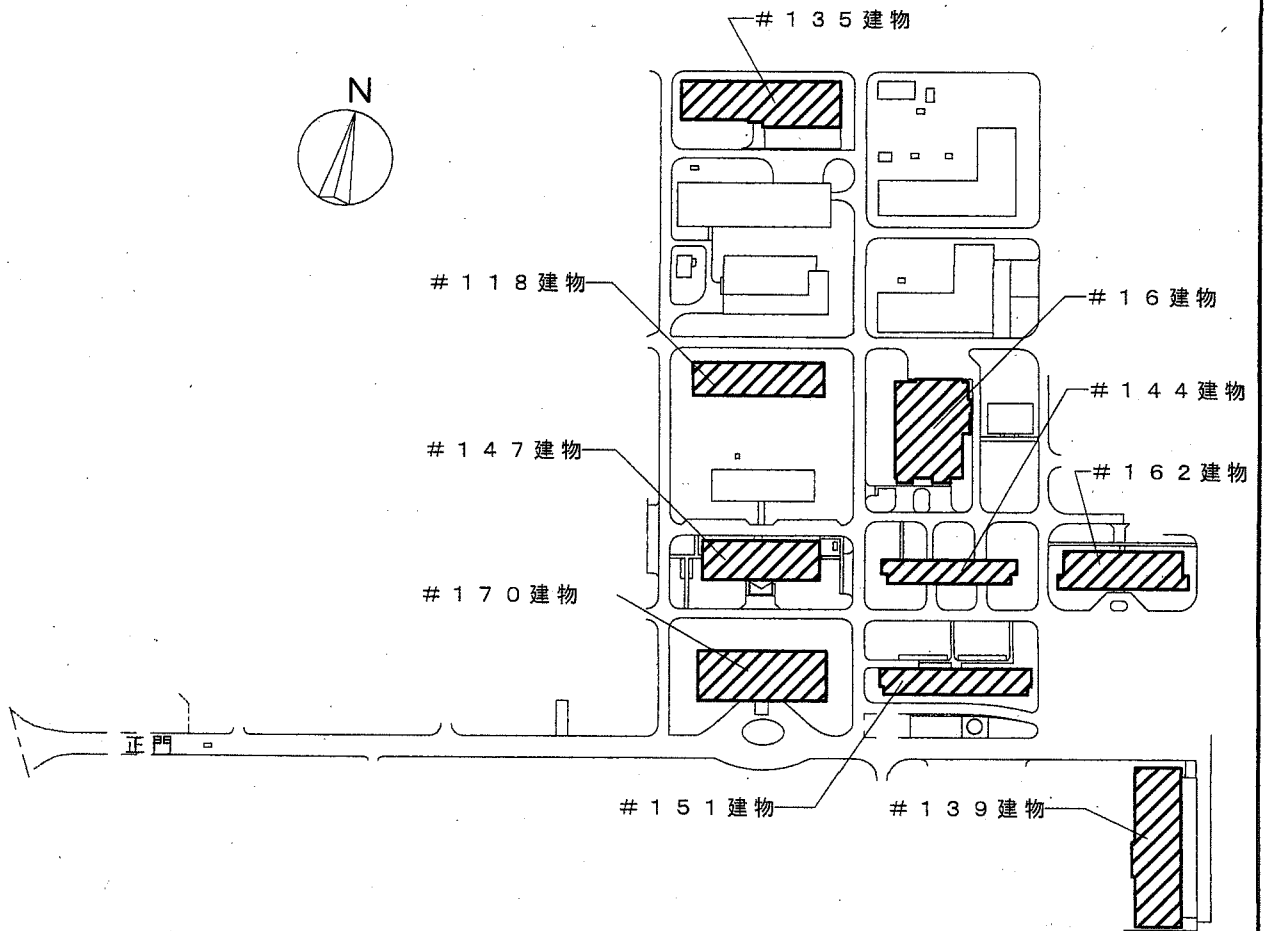 # 1 3 5 建物
N
# 1 1 8 建物
# 1 6 建物
# 1 4 4 建物
# 1 4 7 建物
# 1 6 2 建物
# 1 7 0 建物
正門
# 1 5 1 建物
# 1 3 9 建物